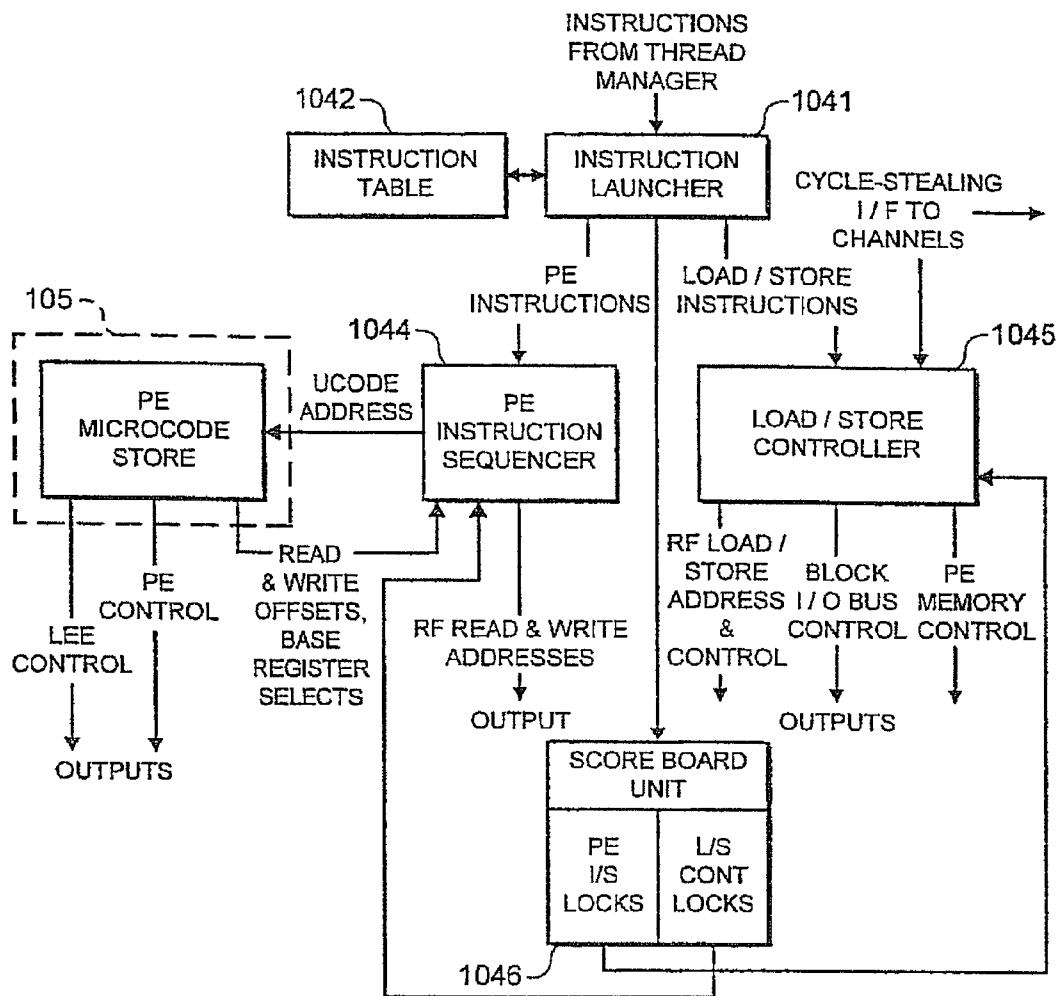 INSTRUCTIONS
FROM THREAD
MANAGER
1042
1041
INSTRUCTION
TABLE
INSTRUCTION
LAUNCHER
CYCLE-STEALING
I / F TO
CHANNELS
PE
INSTRUCTIONS
LOAD / STORE
INSTRUCTIONS
105
1044
1045
PE
MICROCODE
STORE
UCODE
ADDRESS
PE
INSTRUCTION
SEQUENCER
LOAD / STORE
CONTROLLER
LEE
CONTROL
PE
CONTROL
READ
& WRITE
OFFSETS,
BASE
REGISTER
SELECTS
RF READ & WRITE
ADDRESSES
RF LOAD /
STORE
ADDRESS
&
CONTROL
BLOCK
I / O BUS
CONTROL
PE
MEMORY
CONTROL
OUTPUTS
OUTPUT
OUTPUTS
SCORE BOARD
UNIT
PE
I/S
LOCKS
L/S
CONT
LOCKS
1046